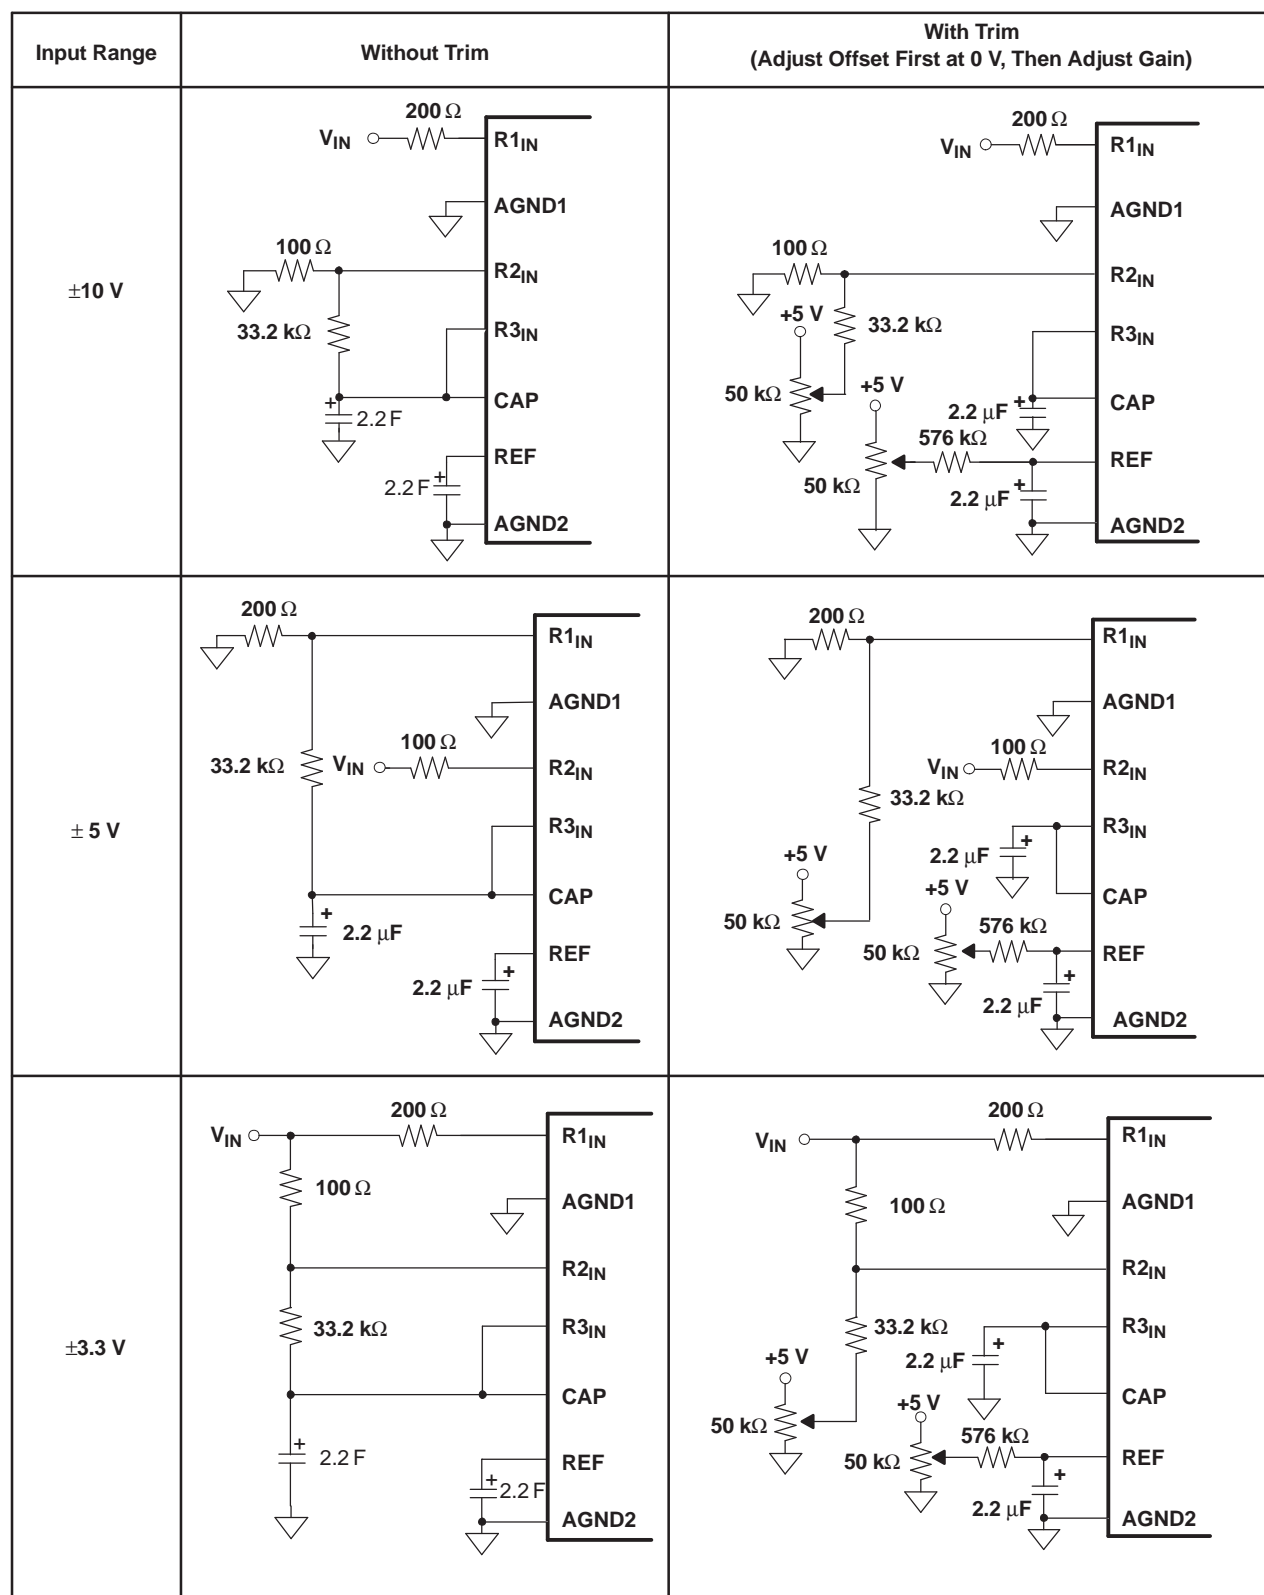 Input Range
Without Trim
With Trim
(Adjust Offset First at 0 V, Then Adjust Gain)
±10 V
200 Ω
VIN
R1IN
AGND1
100 Ω
R2IN
33.2 kΩ
R3IN
CAP
+
2.2 F
REF
+
2.2 F
AGND2
200 Ω
VIN
R1IN
AGND1
100 Ω
R2IN
+5 V
33.2 kΩ
R3IN
50 kΩ
+5 V
+
CAP
2.2 μF
576 kΩ
REF
50 kΩ
+
2.2 μF
AGND2
± 5 V
200 Ω
R1IN
AGND1
100 Ω
33.2 kΩ
VIN
R2IN
R3IN
CAP
+
2.2 μF
REF
+
2.2 μF
AGND2
200 Ω
R1IN
AGND1
100 Ω
VIN
R2IN
33.2 kΩ
R3IN
+
2.2 μF
+5 V
+5 V
CAP
50 kΩ
576 kΩ
50 kΩ
REF
+
2.2 μF
AGND2
±3.3 V
200 Ω
VIN
R1IN
100 Ω
AGND1
R2IN
33.2 kΩ
R3IN
CAP
+
2.2 F
REF
+
2.2 F
AGND2
200 Ω
VIN
R1IN
100 Ω
AGND1
R2IN
33.2 kΩ
R3IN
+
2.2 μF
+5 V
CAP
+5 V
50 kΩ
576 kΩ
REF
50 kΩ
+
2.2 μF
AGND2